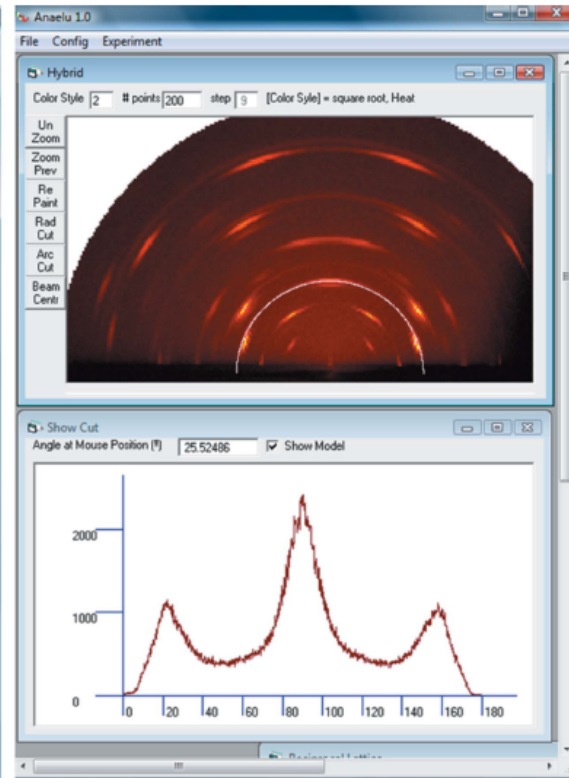 Anaelu 1.0
File Config Experiment
Hybrid
Color Style 2 # points 200 step 9 [Color Syle] = square root, Heat
Un Zoom
Zoom Prev
Re Paint
Rad Cut
Arc Cut
Beam Centr
Show Cut
Angle at Mouse Position (º) 25.52486 Show Model
2000
1000
0
0 20 40 60 80 100 120 140 160 180